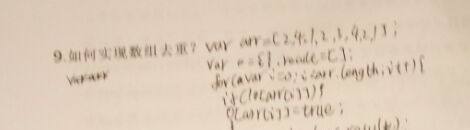 9.如何实现数组去重? var arr=[2,4,1,2,3,4,2,1];
var o={}, result=[];
for(var i=0;i<arr.length;i++){
if(!o[arr[i]]){
o[arr[i]]=true;